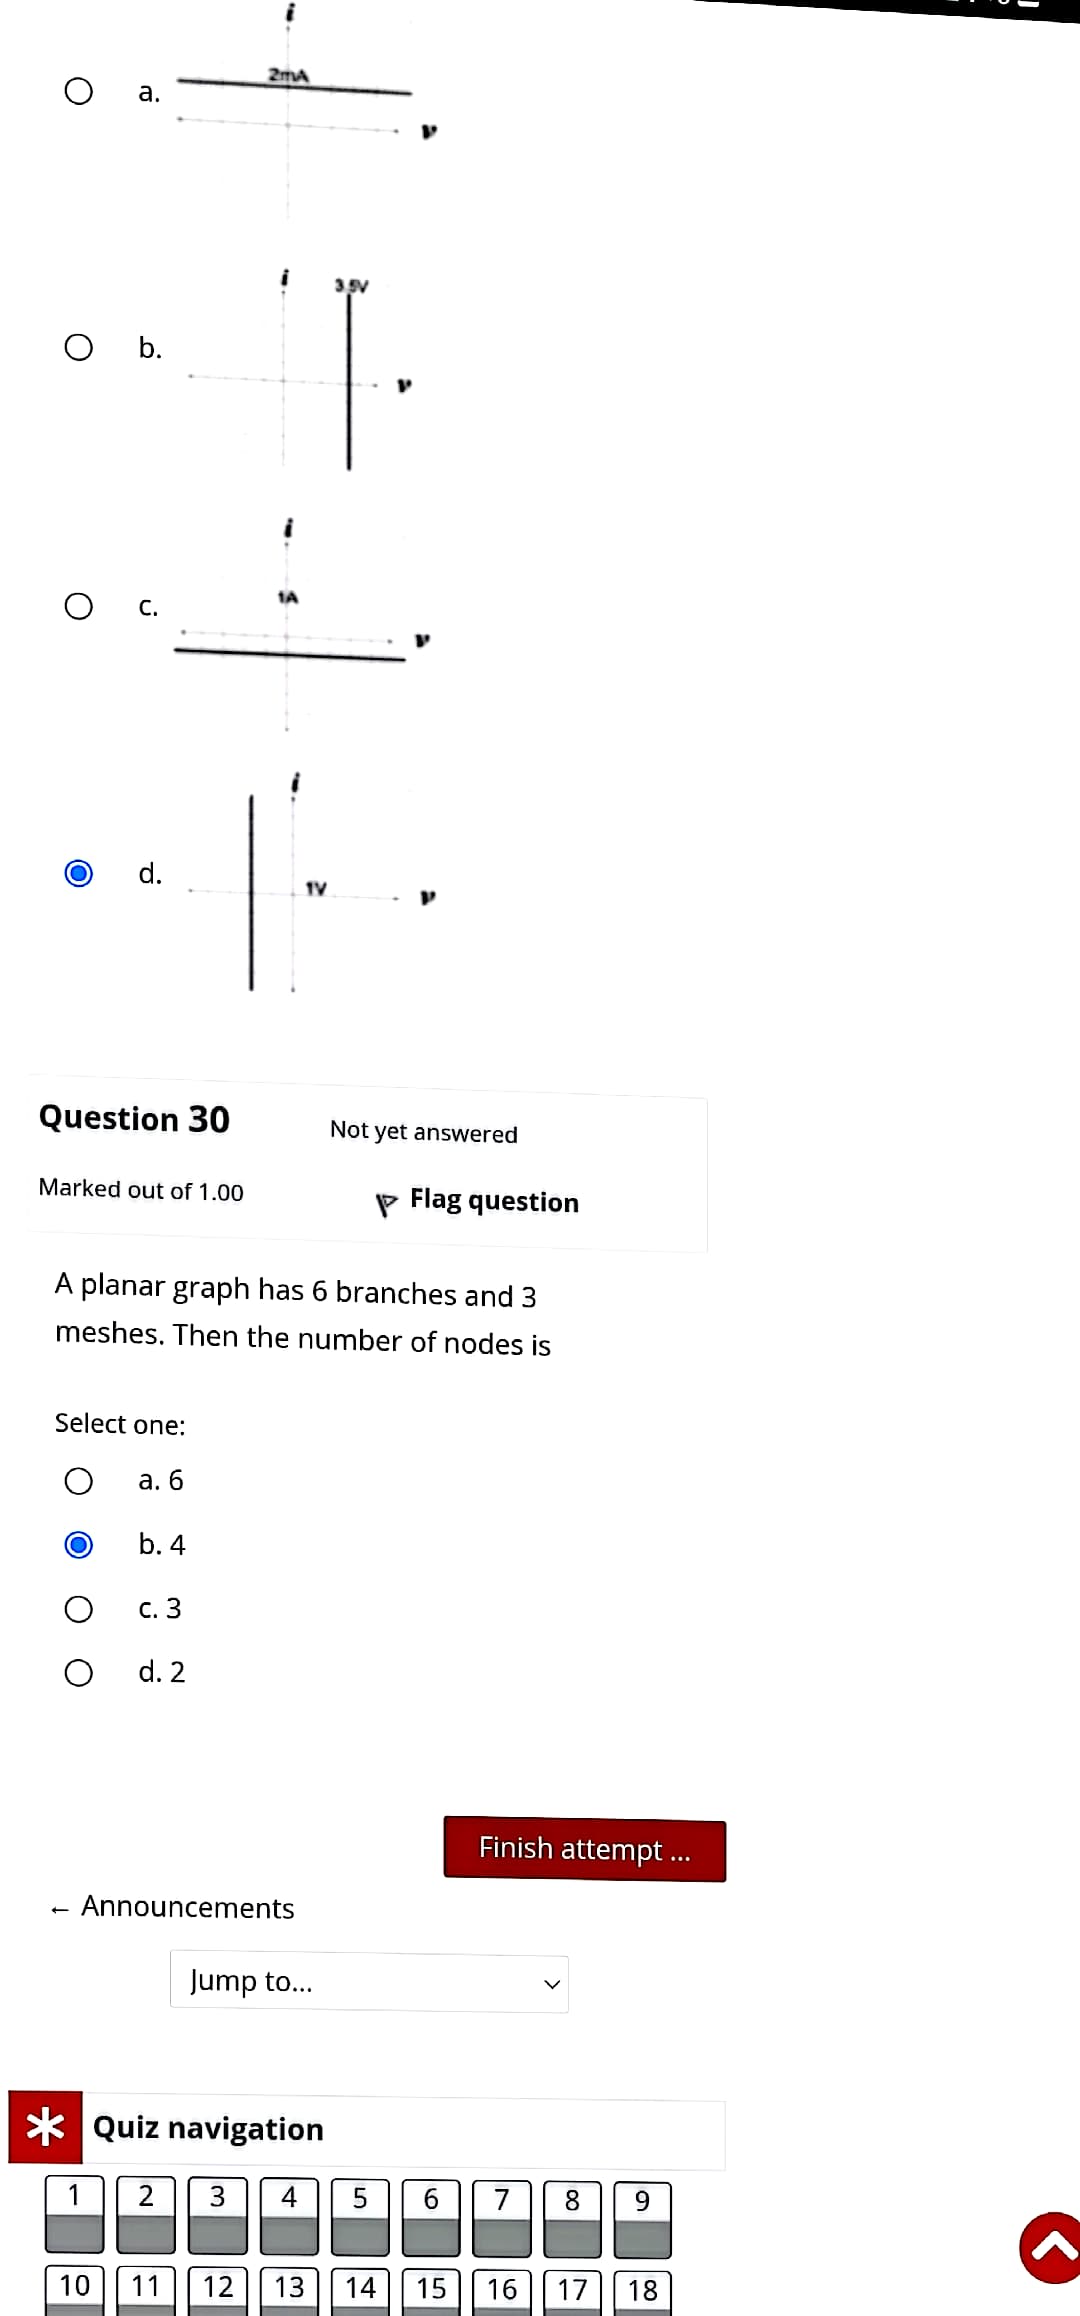 i
2mA
a.
v
i
3.5V
b.
v
i
1A
c.
v
i
d.
1V
v
Question 30
Not yet answered
Marked out of 1.00
Flag question
A planar graph has 6 branches and 3
meshes. Then the number of nodes is
Select one:
a. 6
b. 4
c. 3
d. 2
Finish attempt ...
← Announcements
Jump to...
Quiz navigation
1 2 3 4 5 6 7 8 9
10 11 12 13 14 15 16 17 18